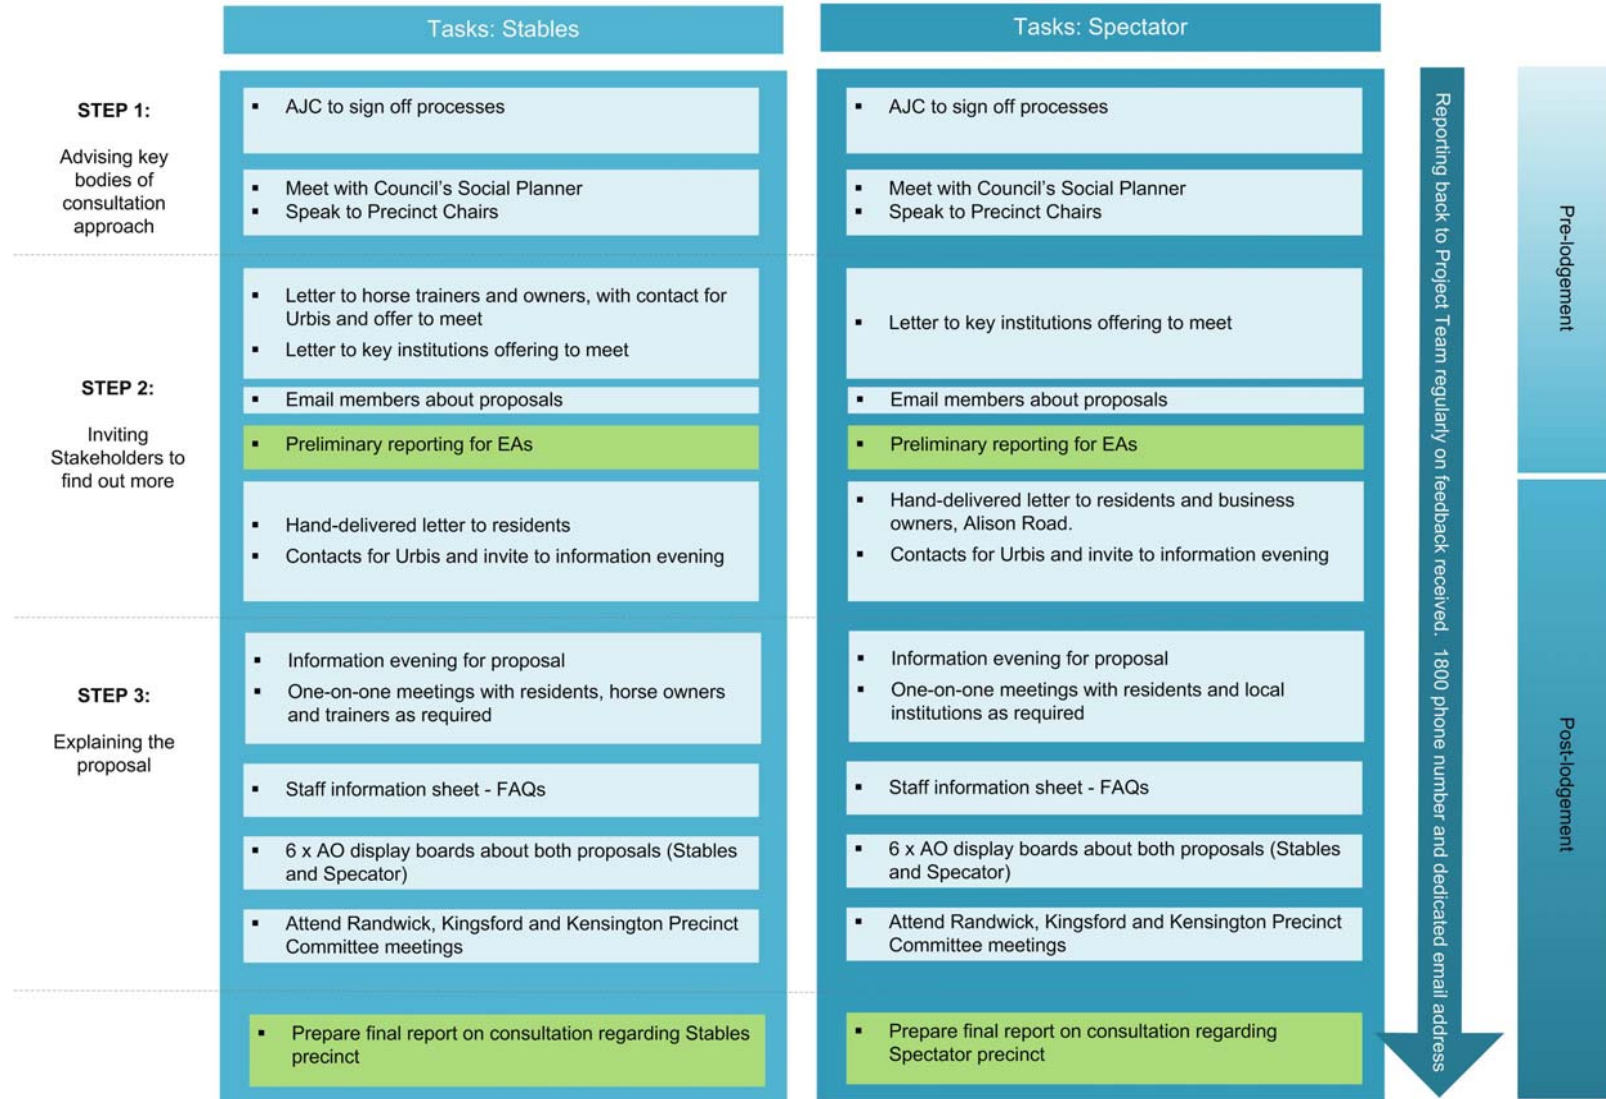 Tasks: Stables
Tasks: Spectator
STEP 1:
Advising key
bodies of
consultation
approach
▪ AJC to sign off processes
▪ Meet with Council's Social Planner
▪ Speak to Precinct Chairs
▪ AJC to sign off processes
▪ Meet with Council's Social Planner
▪ Speak to Precinct Chairs
STEP 2:
Inviting
Stakeholders to
find out more
▪ Letter to horse trainers and owners, with contact for
Urbis and offer to meet
▪ Letter to key institutions offering to meet
▪ Email members about proposals
▪ Preliminary reporting for EAs
▪ Hand-delivered letter to residents
▪ Contacts for Urbis and invite to information evening
▪ Letter to key institutions offering to meet
▪ Email members about proposals
▪ Preliminary reporting for EAs
▪ Hand-delivered letter to residents and business
owners, Alison Road.
▪ Contacts for Urbis and invite to information evening
STEP 3:
Explaining the
proposal
▪ Information evening for proposal
▪ One-on-one meetings with residents, horse owners
and trainers as required
▪ Staff information sheet - FAQs
▪ 6 x AO display boards about both proposals (Stables
and Specator)
▪ Attend Randwick, Kingsford and Kensington Precinct
Committee meetings
▪ Prepare final report on consultation regarding Stables
precinct
▪ Information evening for proposal
▪ One-on-one meetings with residents and local
institutions as required
▪ Staff information sheet - FAQs
▪ 6 x AO display boards about both proposals (Stables
and Specator)
▪ Attend Randwick, Kingsford and Kensington Precinct
Committee meetings
▪ Prepare final report on consultation regarding
Spectator precinct
Reporting back to Project Team regularly on feedback received. 1800 phone number and dedicated email address
Pre-lodgement
Post-lodgement